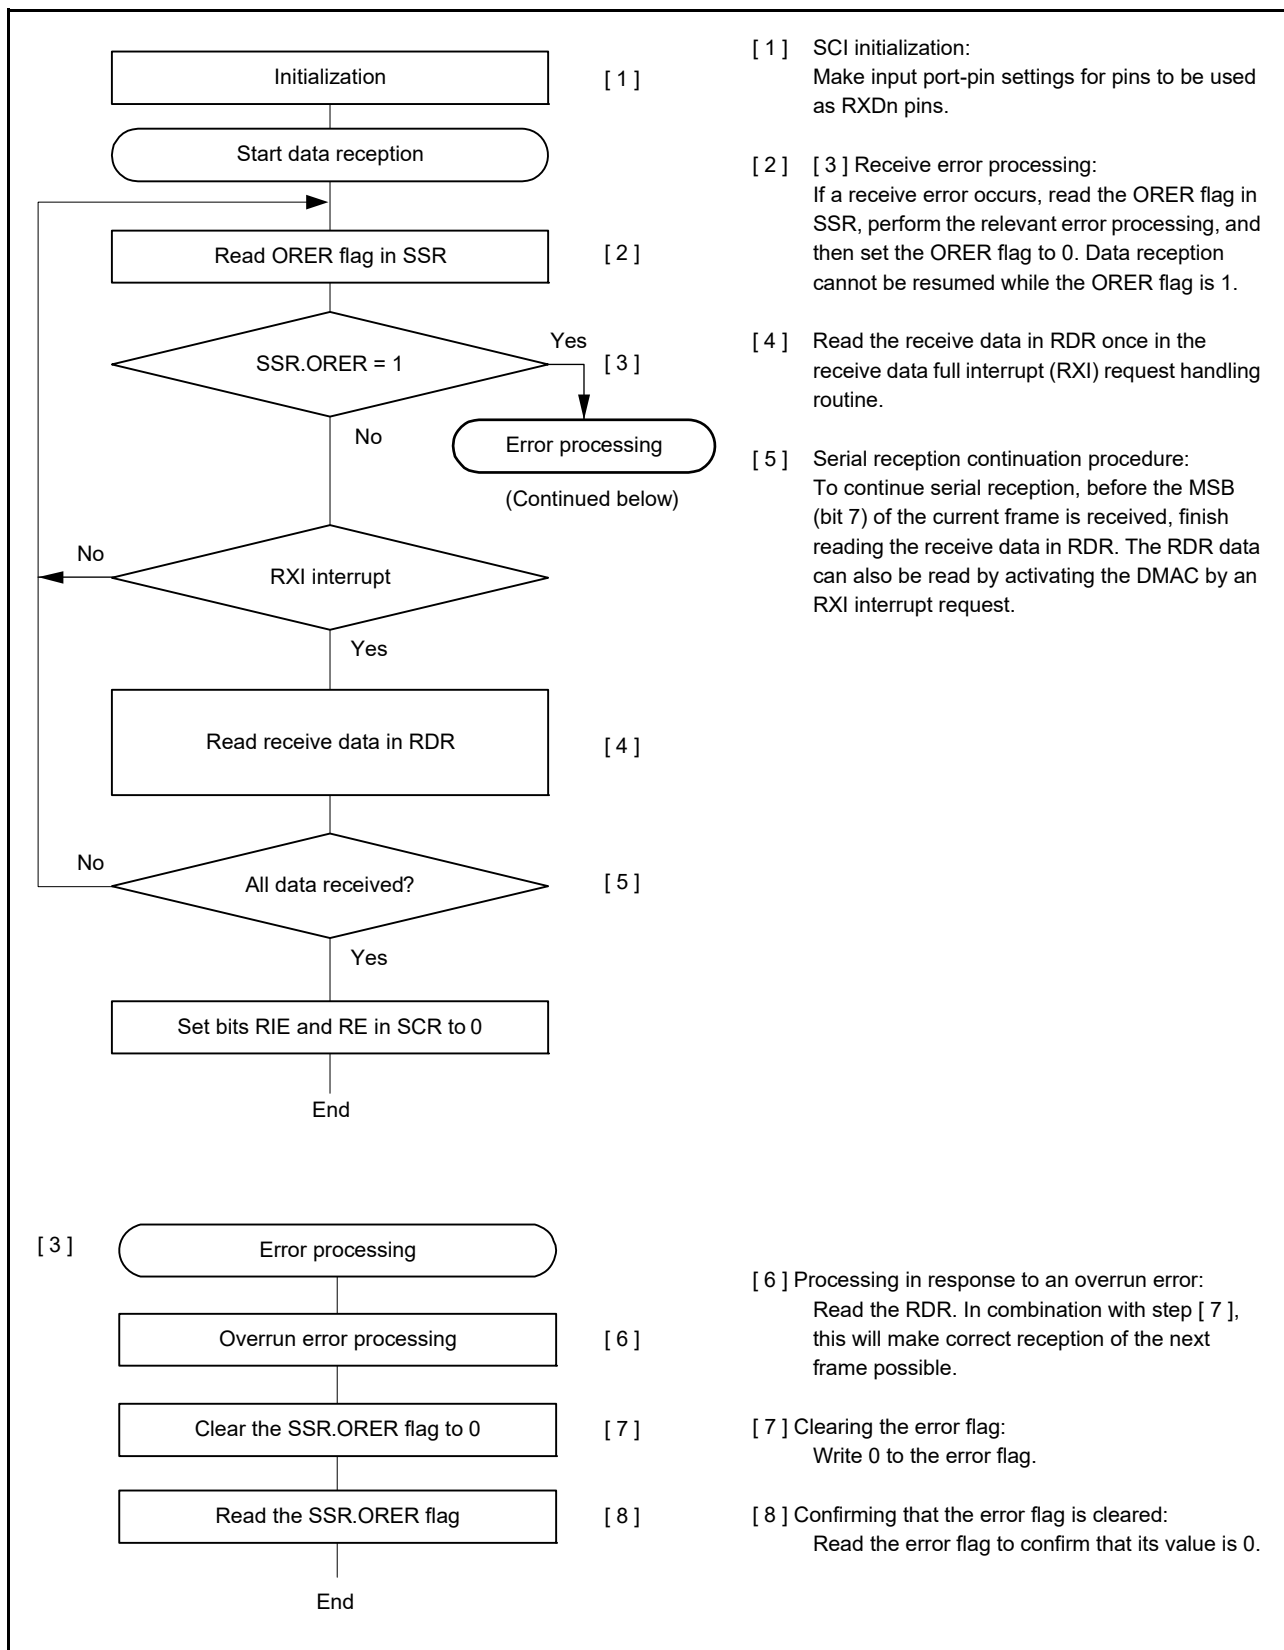 Initialization
[ 1 ]
Start data reception
Read ORER flag in SSR
[ 2 ]
SSR.ORER = 1
Yes
[ 3 ]
No
Error processing
(Continued below)
No
RXI interrupt
Yes
Read receive data in RDR
[ 4 ]
No
All data received?
[ 5 ]
Yes
Set bits RIE and RE in SCR to 0
End
[ 1 ] SCI initialization:
Make input port-pin settings for pins to be used
as RXDn pins.
[ 2 ] [ 3 ] Receive error processing:
If a receive error occurs, read the ORER flag in
SSR, perform the relevant error processing, and
then set the ORER flag to 0. Data reception
cannot be resumed while the ORER flag is 1.
[ 4 ] Read the receive data in RDR once in the
receive data full interrupt (RXI) request handling
routine.
[ 5 ] Serial reception continuation procedure:
To continue serial reception, before the MSB
(bit 7) of the current frame is received, finish
reading the receive data in RDR. The RDR data
can also be read by activating the DMAC by an
RXI interrupt request.
[ 3 ]
Error processing
Overrun error processing
[ 6 ]
Clear the SSR.ORER flag to 0
[ 7 ]
Read the SSR.ORER flag
[ 8 ]
End
[ 6 ] Processing in response to an overrun error:
Read the RDR. In combination with step [ 7 ],
this will make correct reception of the next
frame possible.
[ 7 ] Clearing the error flag:
Write 0 to the error flag.
[ 8 ] Confirming that the error flag is cleared:
Read the error flag to confirm that its value is 0.